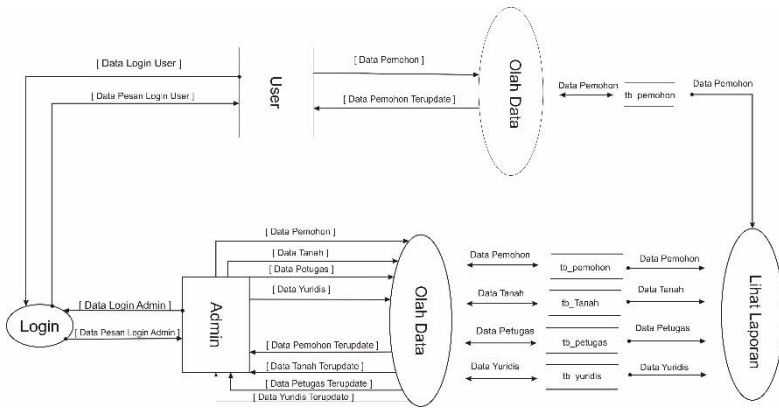 [ Data Login User ]
[ Data Pesan Login User ]
User
[ Data Pemohon ]
[ Data Pemohon Terupdate ]
Olah Data
Data Pemohon
tb_pemohon
Data Pemohon
[ Data Pemohon ]
[ Data Tanah ]
[ Data Petugas ]
[ Data Yuridis ]
Login
[ Data Login Admin ]
[ Data Pesan Login Admin ]
Admin
[ Data Pemohon Terupdate ]
[ Data Tanah Terupdate ]
[ Data Petugas Terupdate ]
[ Data Yuridis Terupdate ]
Olah Data
Data Pemohon
tb_pemohon
Data Pemohon
Data Tanah
tb_Tanah
Data Tanah
Data Petugas
tb_petugas
Data Petugas
Data Yuridis
tb_yuridis
Data Yuridis
Lihat Laporan